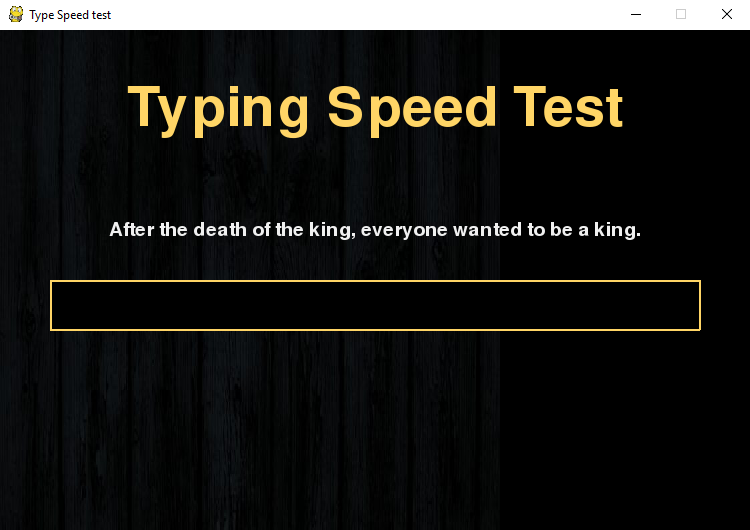 Type Speed test
Typing Speed Test
After the death of the king, everyone wanted to be a king.